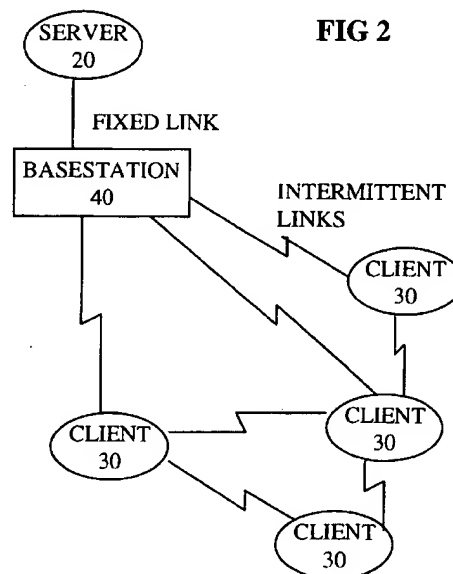 FIG 2
SERVER
20
FIXED LINK
BASESTATION
40
INTERMITTENT
LINKS
CLIENT
30
CLIENT
30
CLIENT
30
CLIENT
30